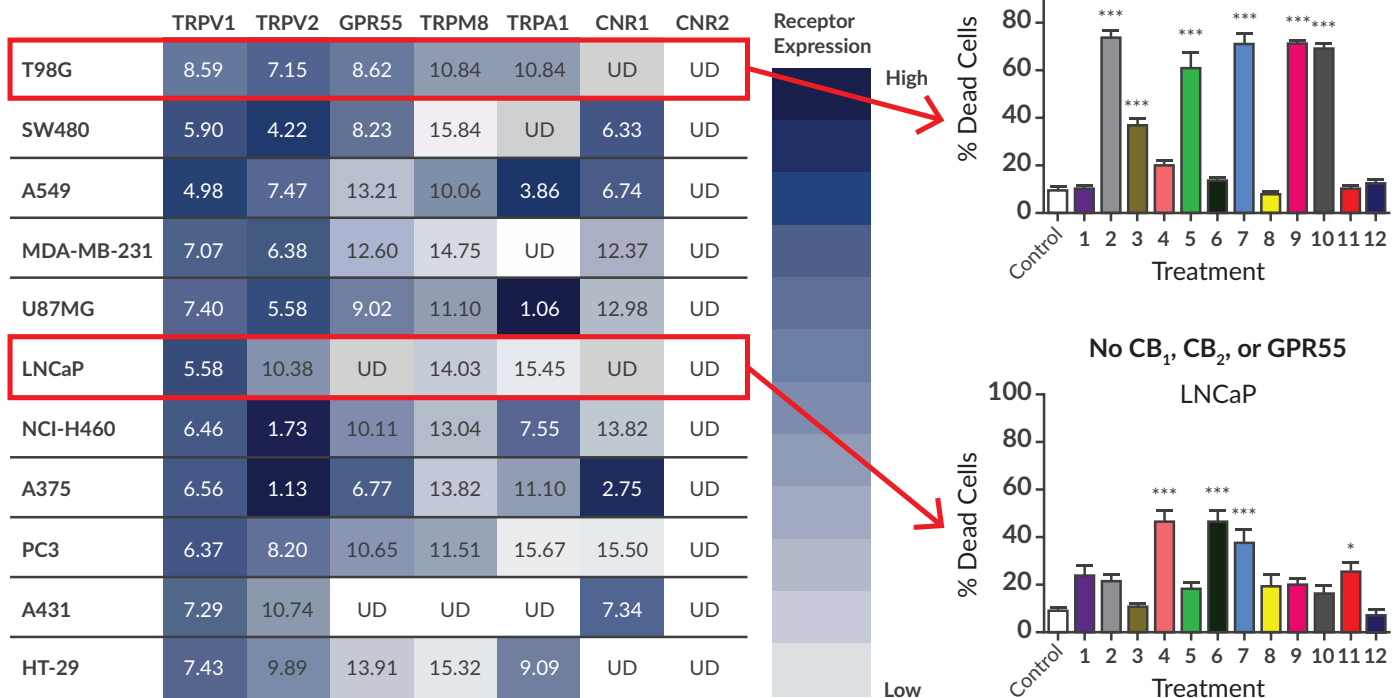 TRPV1 TRPV2 GPR55 TRPM8 TRPA1 CNR1 CNR2
T98G 8.59 7.15 8.62 10.84 10.84 UD UD
SW480 5.90 4.22 8.23 15.84 UD 6.33 UD
A549 4.98 7.47 13.21 10.06 3.86 6.74 UD
MDA-MB-231 7.07 6.38 12.60 14.75 UD 12.37 UD
U87MG 7.40 5.58 9.02 11.10 1.06 12.98 UD
LNCaP 5.58 10.38 UD 14.03 15.45 UD UD
NCI-H460 6.46 1.73 10.11 13.04 7.55 13.82 UD
A375 6.56 1.13 6.77 13.82 11.10 2.75 UD
PC3 6.37 8.20 10.65 11.51 15.67 15.50 UD
A431 7.29 10.74 UD UD UD 7.34 UD
HT-29 7.43 9.89 13.91 15.32 9.09 UD UD
Receptor
Expression
High
Low
% Dead Cells
80
60
40
20
0
*** *** *** *** *** ***
Control 1 2 3 4 5 6 7 8 9 10 11 12
Treatment
No CB₁, CB₂, or GPR55
LNCaP
% Dead Cells
100
80
60
40
20
0
*** *** *** *
Control 1 2 3 4 5 6 7 8 9 10 11 12
Treatment